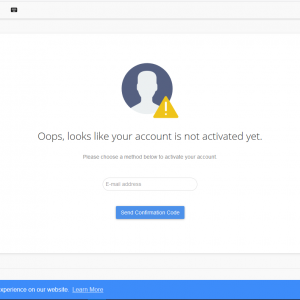 Oops, looks like your account is not activated yet.
Please choose a method below to activate your account
E-mail address
Send Confirmation Code
xperience on our website. Learn More